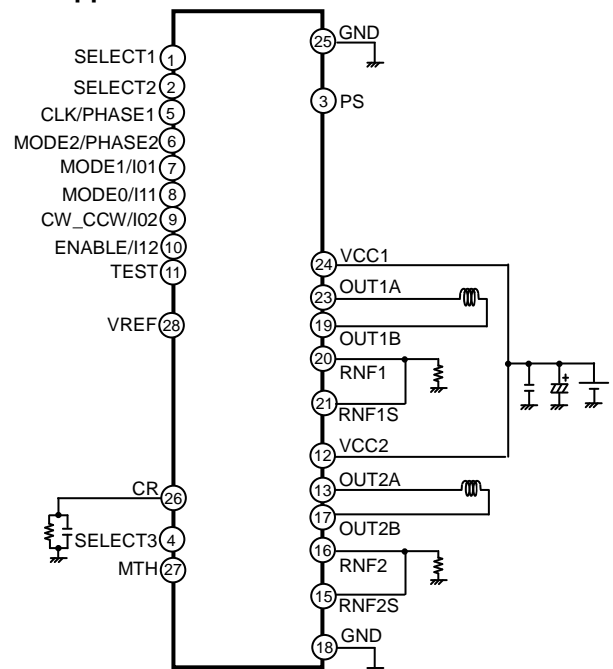 SELECT1 1
SELECT2 2
CLK/PHASE1 5
MODE2/PHASE2 6
MODE1/I01 7
MODE0/I11 8
CW_CCW/I02 9
ENABLE/I12 10
TEST 11
VREF 28
CR 26
SELECT3 4
MTH 27
25 GND
3 PS
24 VCC1
23 OUT1A
19 OUT1B
20 RNF1
21 RNF1S
12 VCC2
13 OUT2A
17 OUT2B
16 RNF2
15 RNF2S
18 GND
+